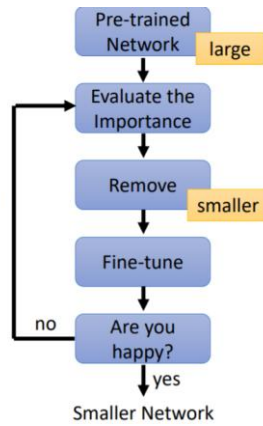 Pre-trained
Network
large
Evaluate the
Importance
Remove
smaller
Fine-tune
no
Are you
happy?
yes
Smaller Network